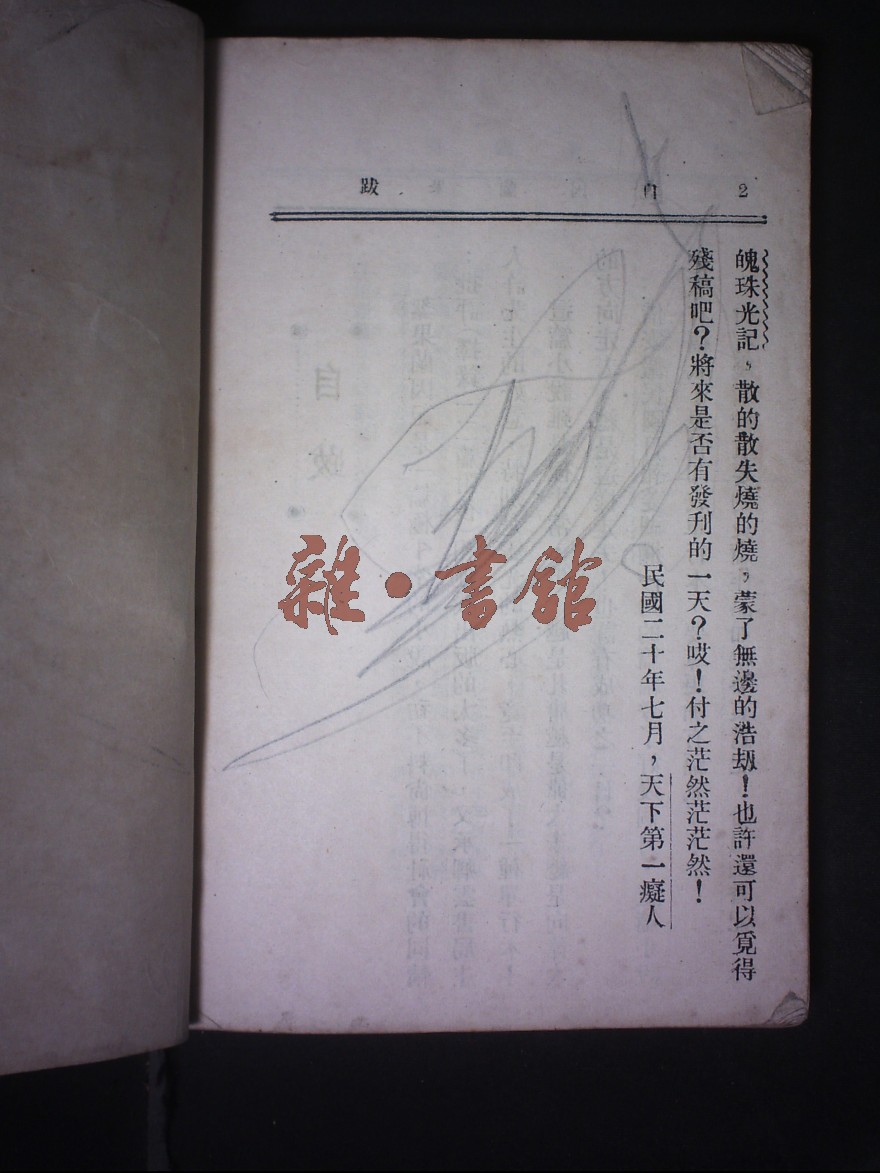 2 自 跋
魄珠光記，散的散失燒的燒，蒙了無邊的浩劫！也許還可以覓得
殘稿吧？將來是否有發刊的一天？哎！付之茫然茫茫然！
民國二十年七月，天下第一癡人
雜·書館